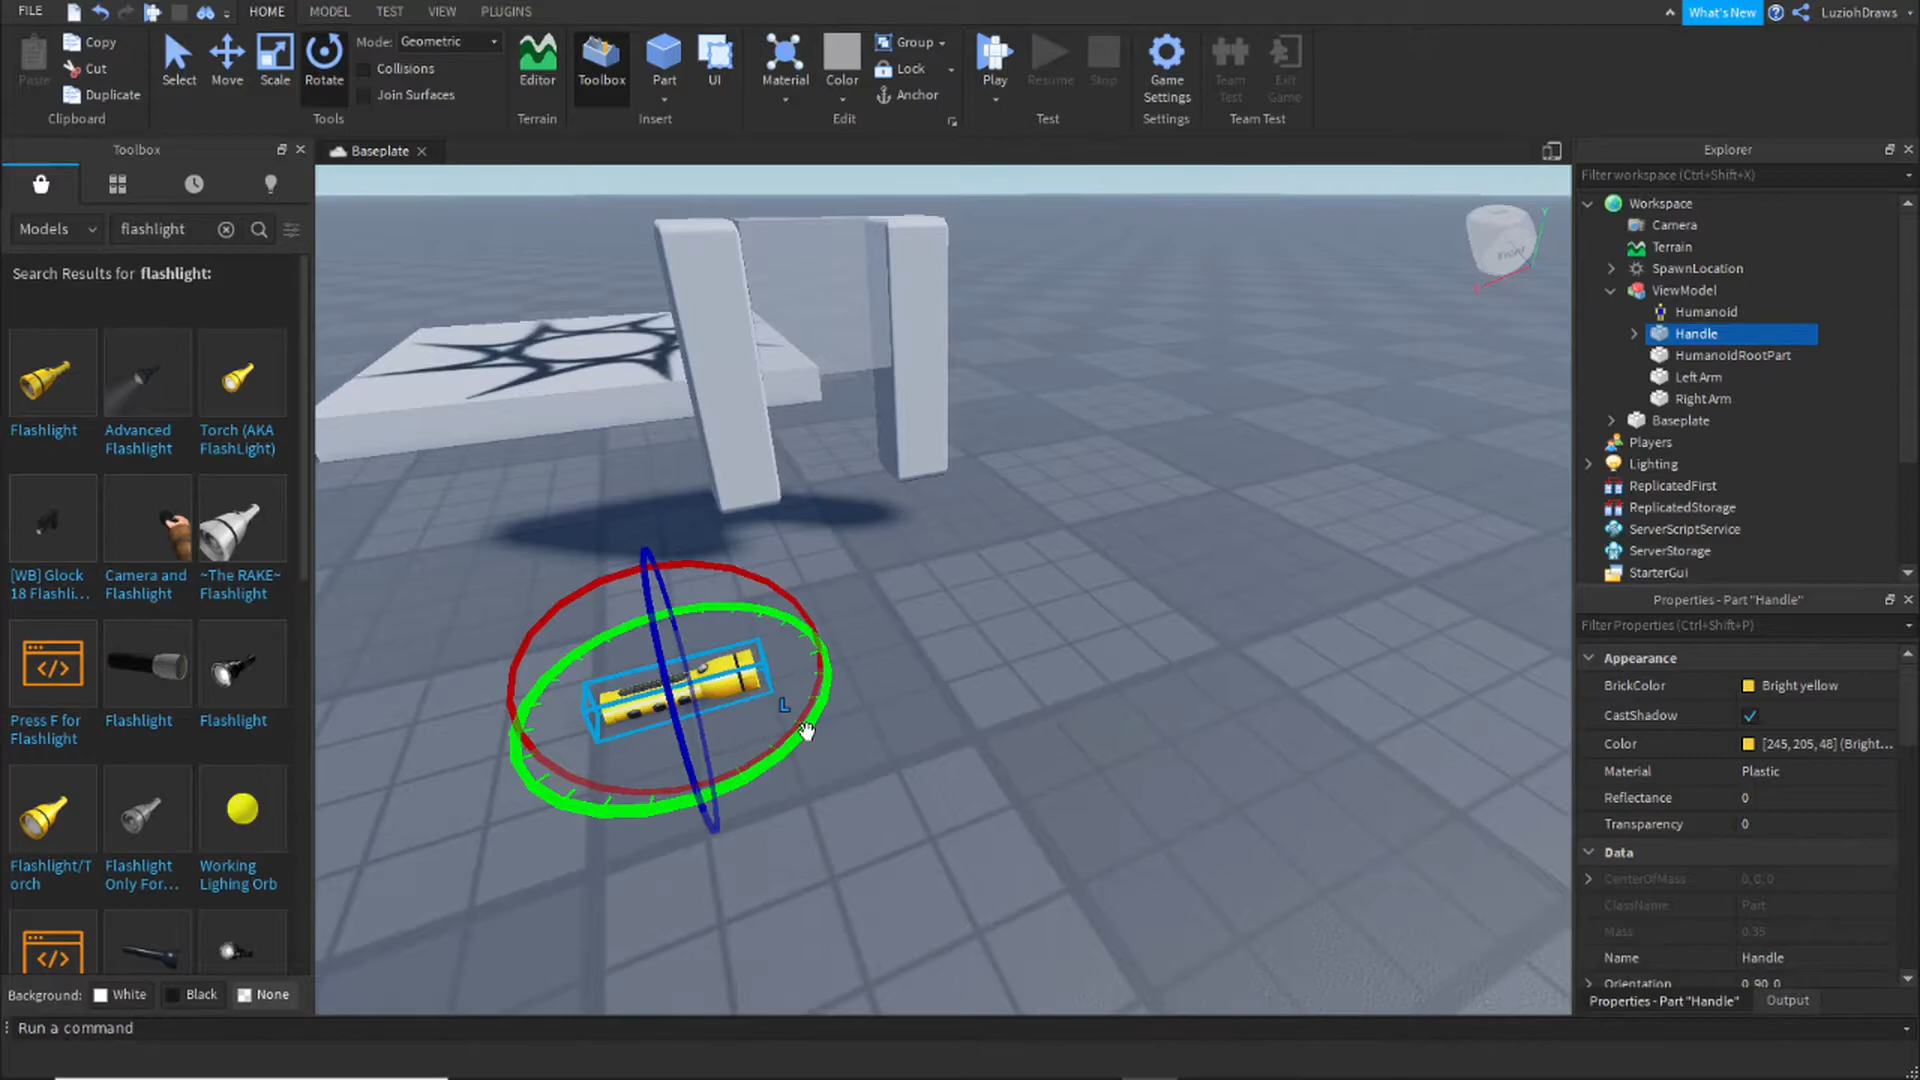 FILE
HOME
MODEL
TEST
VIEW
PLUGINS
What's New
LuziohDraws
Paste
Copy
Cut
Duplicate
Clipboard
Select
Move
Scale
Rotate
Mode: Geometric
Collisions
Join Surfaces
Tools
Editor
Terrain
Toolbox
Part
UI
Insert
Material
Color
Group
Lock
Anchor
Edit
Play
Resume
Stop
Test
Game
Settings
Settings
Team
Test
Exit
Game
Team Test
Toolbox
Models
flashlight
Search Results for flashlight:
Flashlight
Advanced
Flashlight
Torch (AKA
FlashLight)
[WB] Glock
18 Flashli...
Camera and
Flashlight
~The RAKE~
Flashlight
Press F for
Flashlight
Flashlight
Flashlight
Flashlight/T
orch
Flashlight
Only For...
Working
Lighing Orb
Background:
White
Black
None
Run a command
Baseplate
Front
Y
L
Explorer
Filter workspace (Ctrl+Shift+X)
Workspace
Camera
Terrain
SpawnLocation
ViewModel
Humanoid
Handle
HumanoidRootPart
Left Arm
Right Arm
Baseplate
Players
Lighting
ReplicatedFirst
ReplicatedStorage
ServerScriptService
ServerStorage
StarterGui
Properties - Part "Handle"
Filter Properties (Ctrl+Shift+P)
Appearance
BrickColor Bright yellow
CastShadow
Color [245, 205, 48] (Bright...
Material Plastic
Reflectance 0
Transparency 0
Data
CenterOfMass 0, 0, 0
ClassName Part
Mass 0.35
Name Handle
Orientation 0, 90, 0
Properties - Part "Handle"
Output